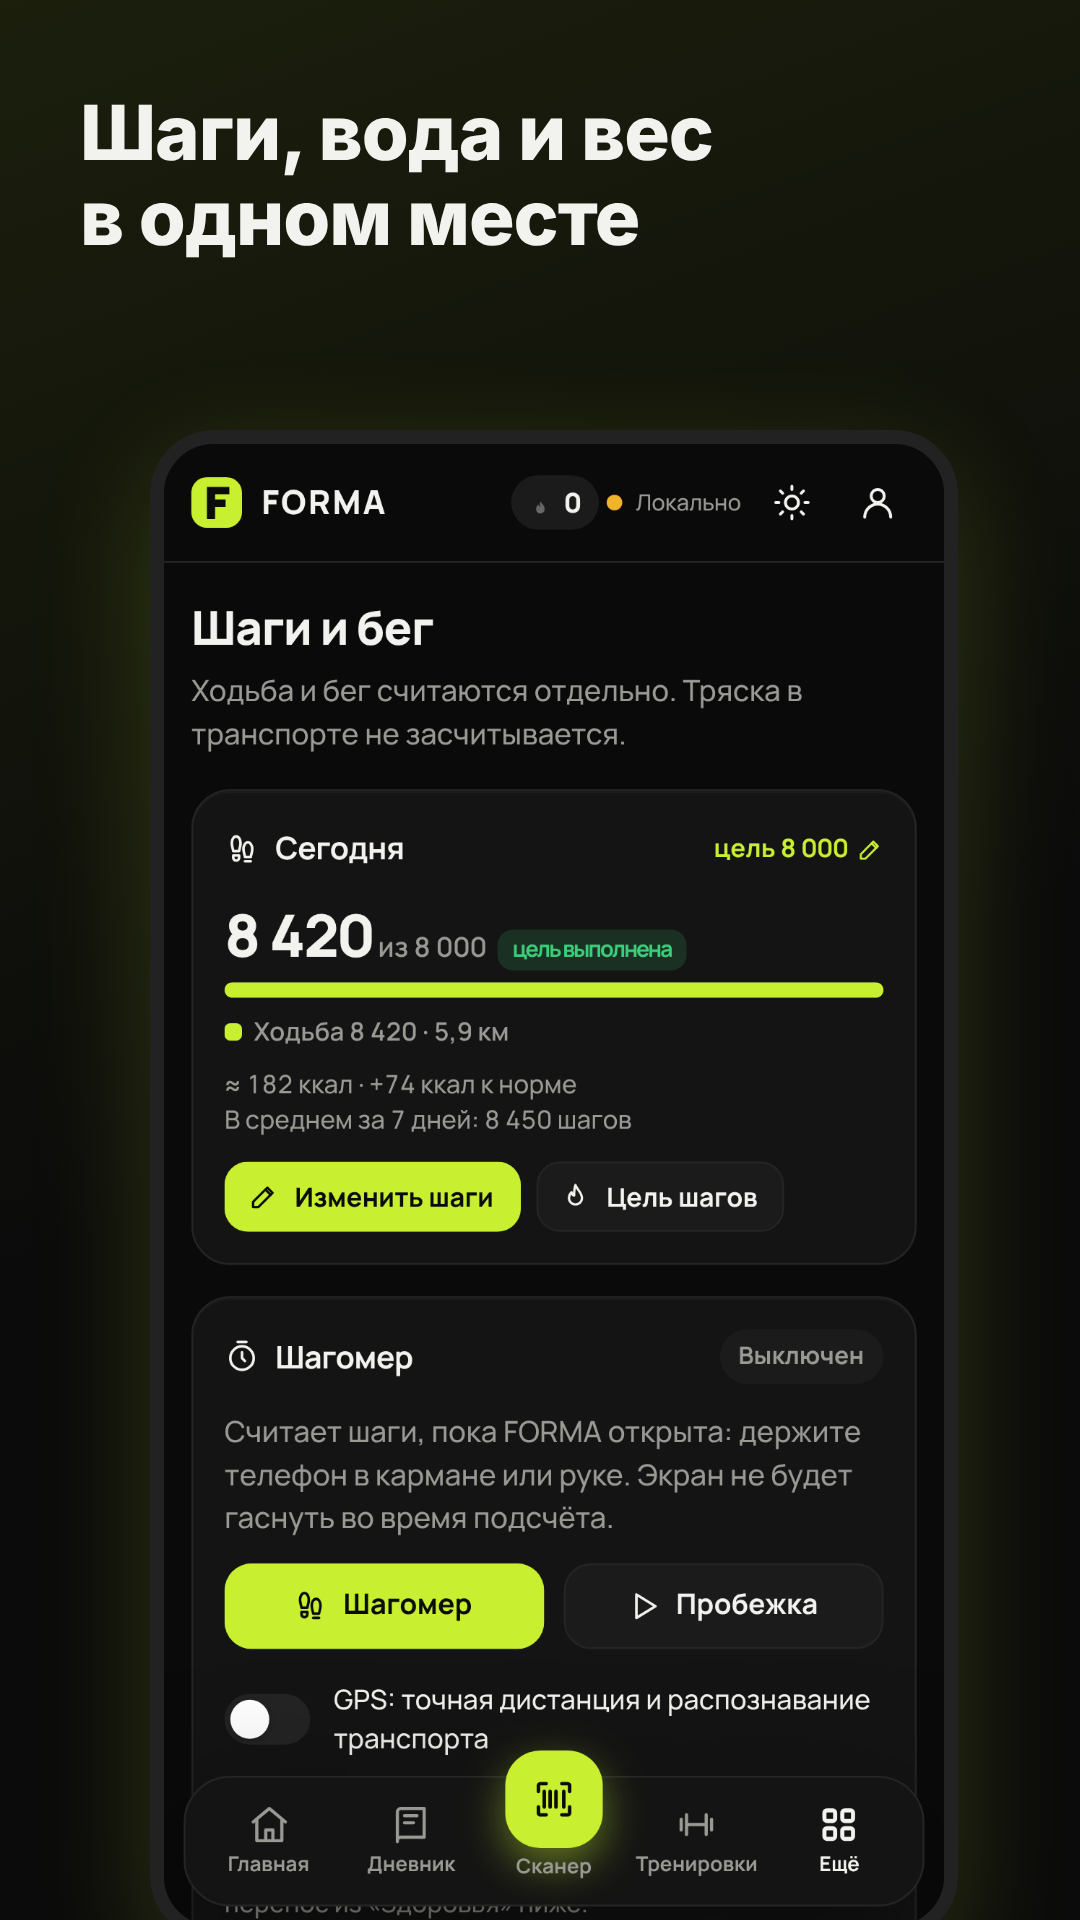 Шаги, вода и вес
в одном месте
F FORMA
0
Локально
Шаги и бег
Ходьба и бег считаются отдельно. Тряска в
транспорте не засчитывается.
Сегодня
цель 8 000
8 420 из 8 000 цель выполнена
Ходьба 8 420 · 5,9 км
≈ 182 ккал · +74 ккал к норме
В среднем за 7 дней: 8 450 шагов
Изменить шаги
Цель шагов
Шагомер
Выключен
Считает шаги, пока FORMA открыта: держите
телефон в кармане или руке. Экран не будет
гаснуть во время подсчёта.
Шагомер
Пробежка
GPS: точная дистанция и распознавание
транспорта
Главная
Дневник
Сканер
Тренировки
Ещё
перенос из «Здоровья» ниже.